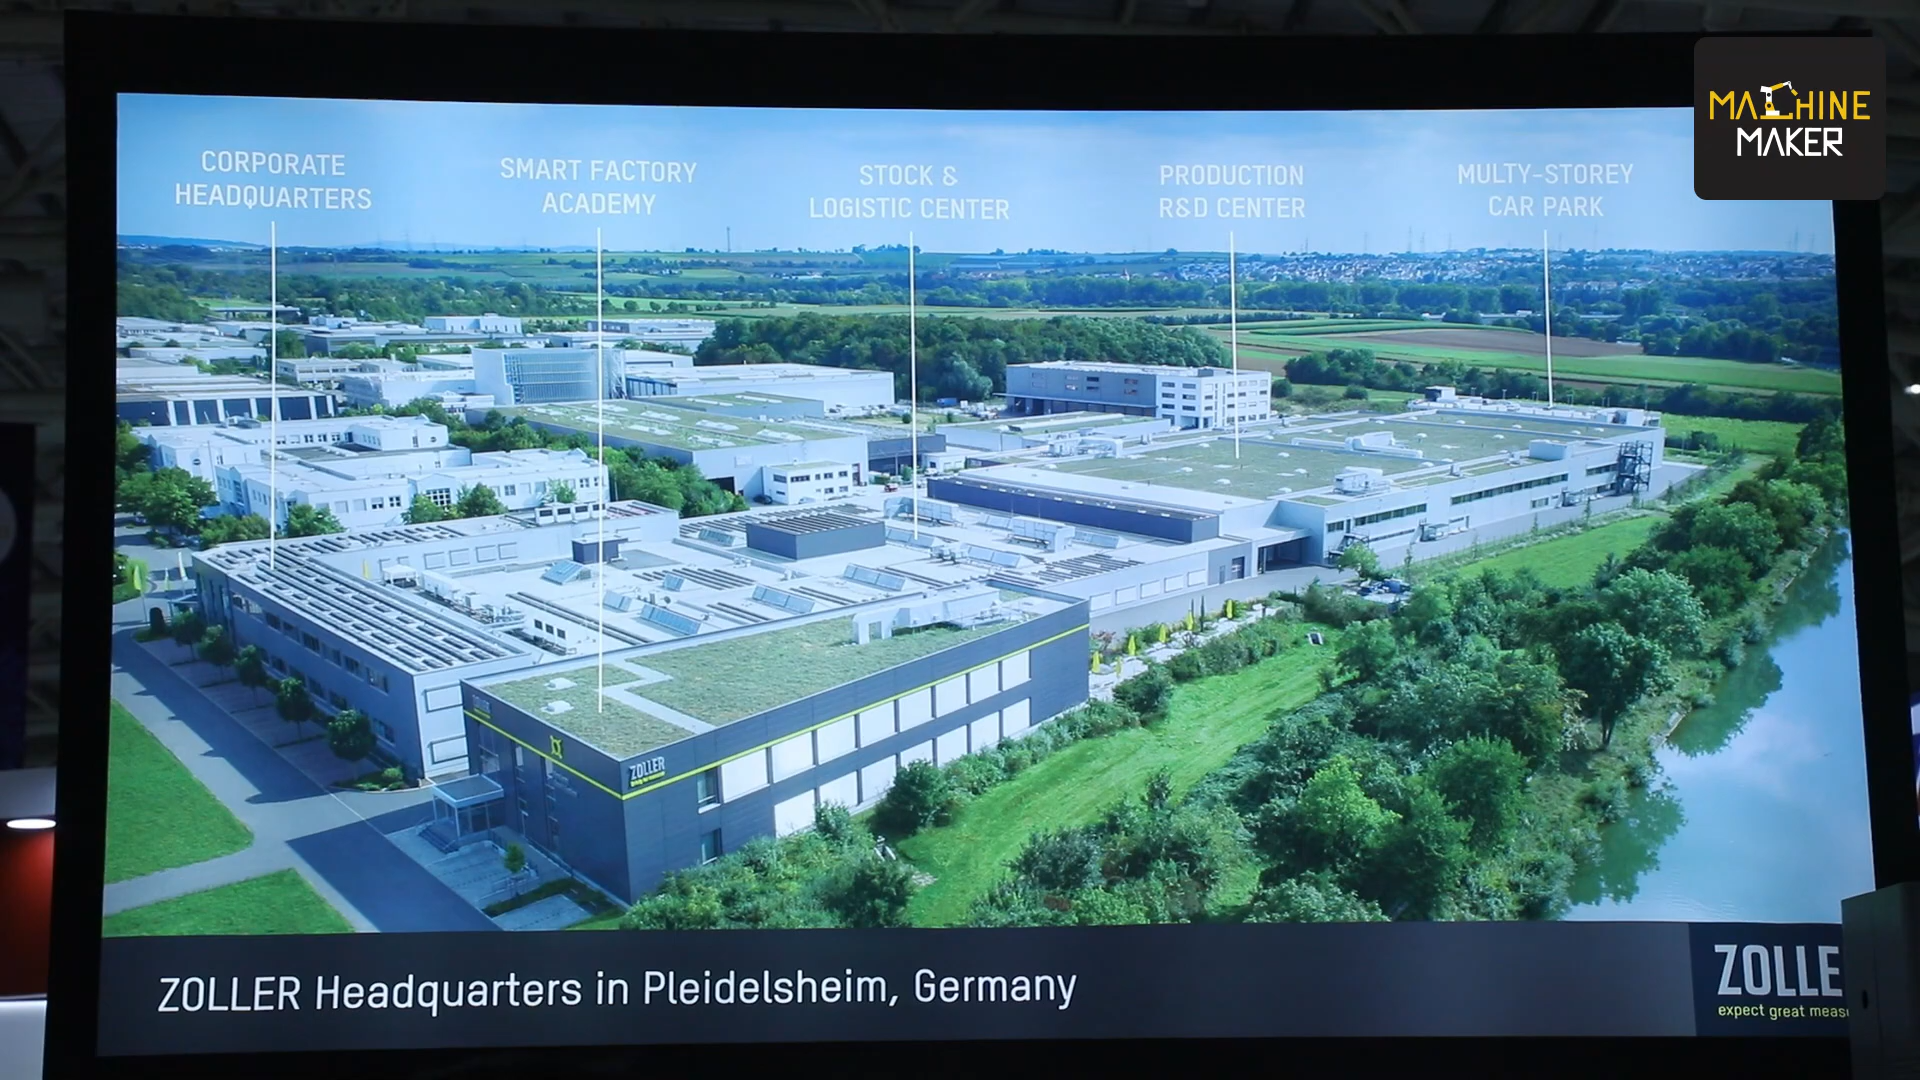 MACHINE
MAKER
CORPORATE
HEADQUARTERS
SMART FACTORY
ACADEMY
STOCK &
LOGISTIC CENTER
PRODUCTION
R&D CENTER
MULTY-STOREY
CAR PARK
ZOLLER
ZOLLER Headquarters in Pleidelsheim, Germany
ZOLLE
expect great meas